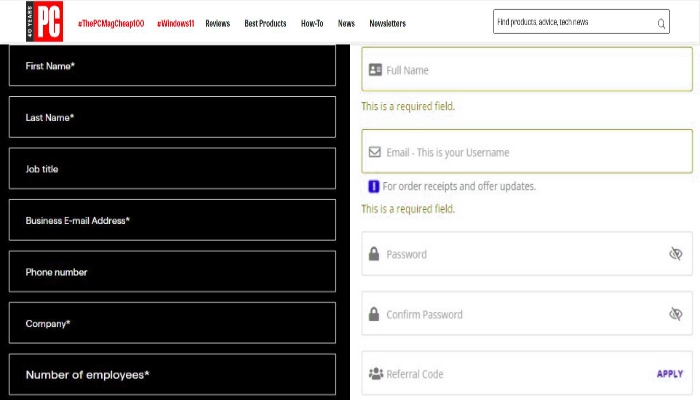 40 YEARS
PC
#ThePCMagCheap100 #Windows11 Reviews Best Products How-To News Newsletters
Find products, advice, tech news
First Name*
Last Name*
Job title
Business E-mail Address*
Phone number
Company*
Number of employees*
Full Name
This is a required field.
Email - This is your Username
! For order receipts and offer updates.
This is a required field.
Password
Confirm Password
Referral Code APPLY